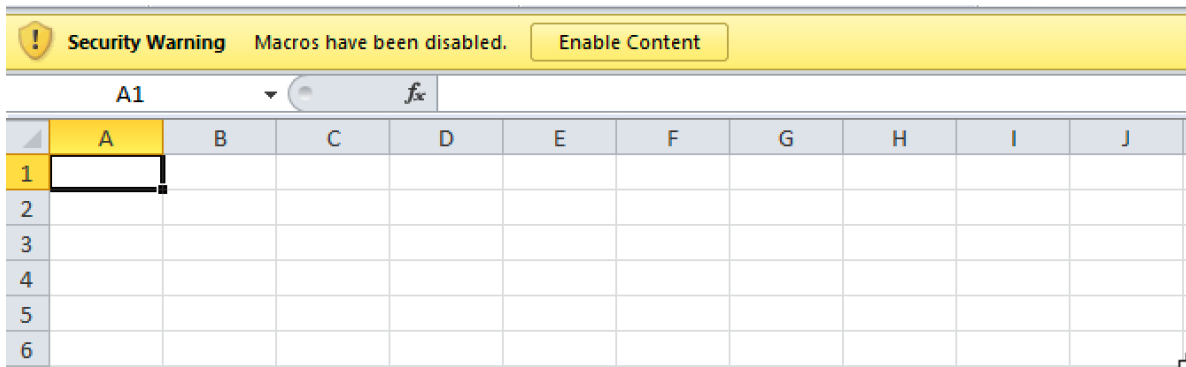 Security Warning Macros have been disabled. Enable Content
A1 fx
A B C D E F G H I J
1
2
3
4
5
6